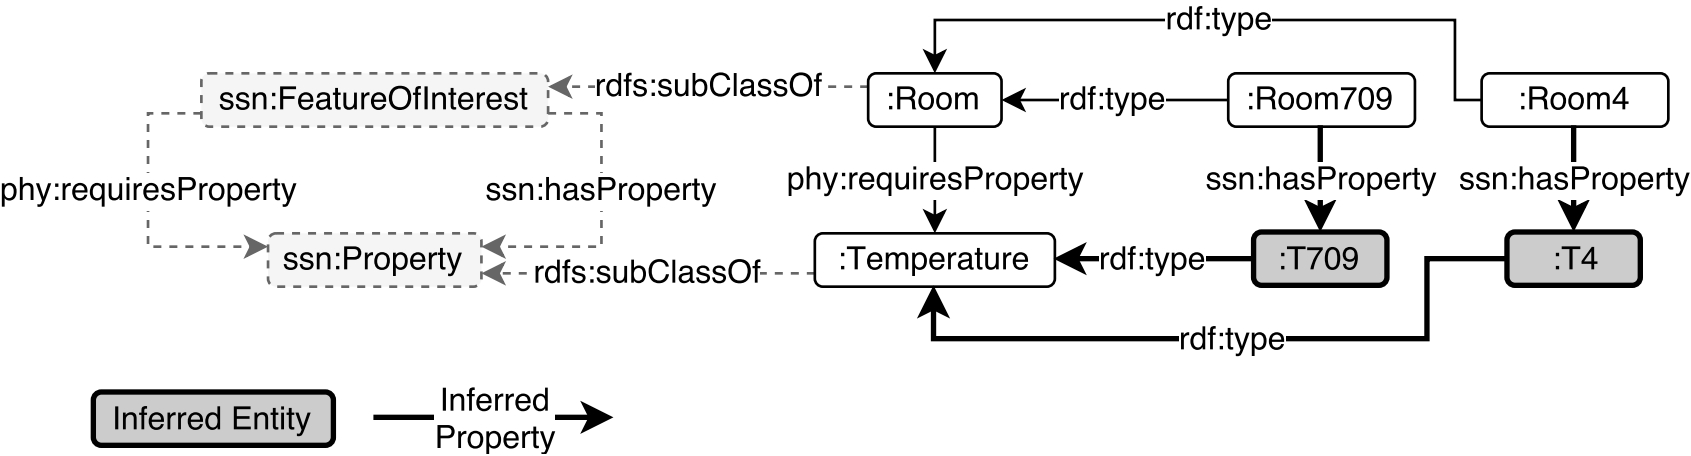 rdf:type
ssn:FeatureOfInterest
rdfs:subClassOf
:Room
rdf:type
:Room709
:Room4
phy:requiresProperty
ssn:hasProperty
phy:requiresProperty
ssn:hasProperty
ssn:hasProperty
ssn:Property
rdfs:subClassOf
:Temperature
rdf:type
:T709
:T4
rdf:type
Inferred Entity
Inferred
Property